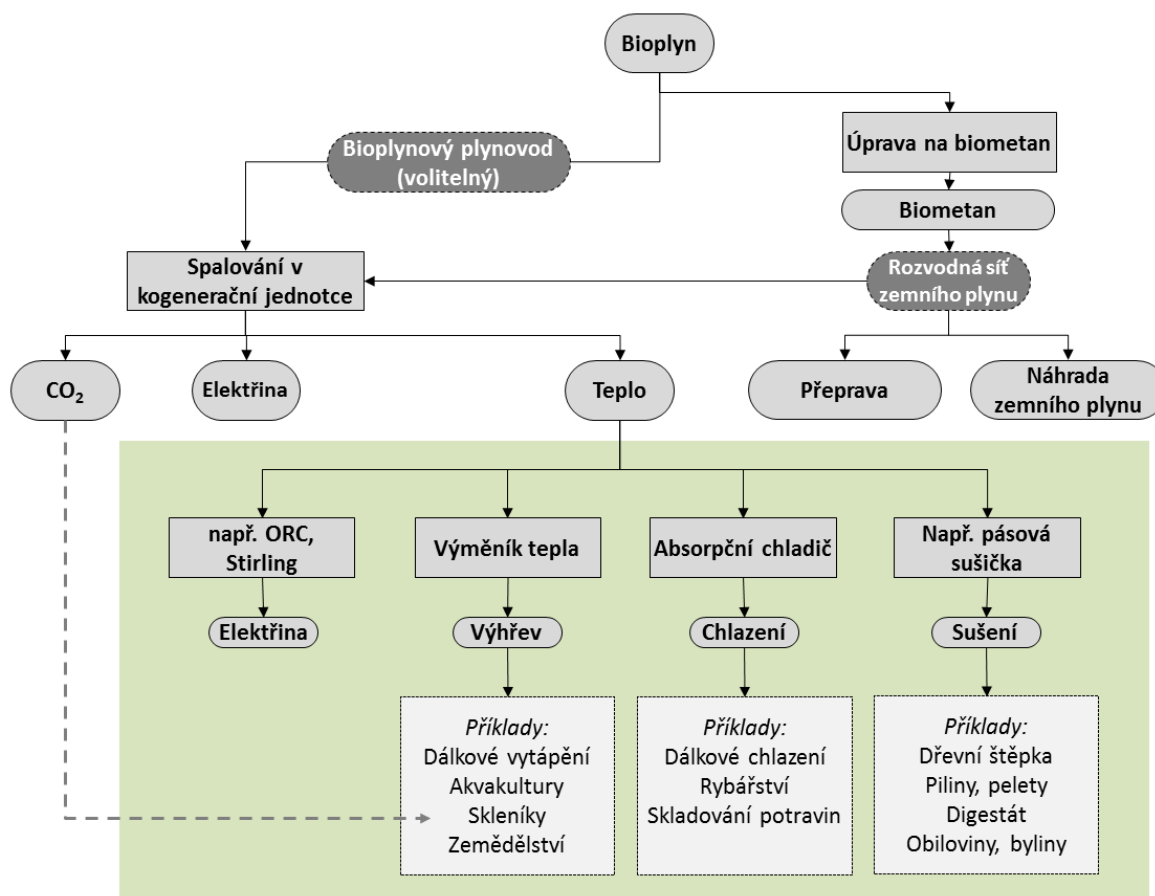 Bioplyn
Bioplynový plynovod
(volitelný)
Úprava na biometan
Biometan
Spalování v
kogenerační jednotce
Rozvodná síť
zemního plynu
CO₂
Elektřina
Teplo
Přeprava
Náhrada
zemního plynu
např. ORC,
Stirling
Výměník tepla
Absorpční chladič
Např. pásová
sušička
Elektřina
Výhřev
Chlazení
Sušení
Příklady:
Dálkové vytápění
Akvakultury
Skleníky
Zemědělství
Příklady:
Dálkové chlazení
Rybářství
Skladování potravin
Příklady:
Dřevní štěpka
Piliny, pelety
Digestát
Obiloviny, byliny